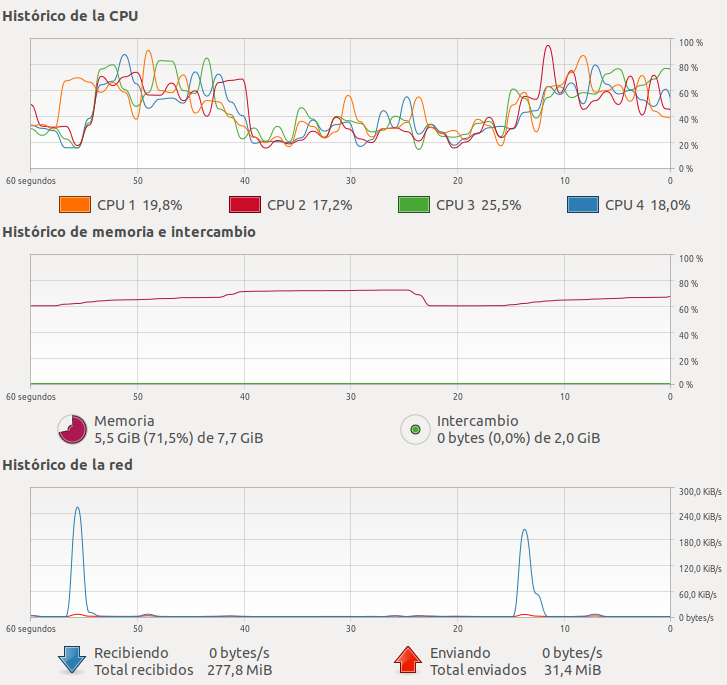 Histórico de la CPU
100 %
80 %
60 %
40 %
20 %
0 %
60 segundos 50 40 30 20 10 0
CPU 1 19,8% CPU 2 17,2% CPU 3 25,5% CPU 4 18,0%
Histórico de memoria e intercambio
100 %
80 %
60 %
40 %
20 %
0 %
60 segundos 50 40 30 20 10 0
Memoria
5,5 GiB (71,5%) de 7,7 GiB
Intercambio
0 bytes (0,0%) de 2,0 GiB
Histórico de la red
300,0 KiB/s
240,0 KiB/s
180,0 KiB/s
120,0 KiB/s
60,0 KiB/s
0 bytes/s
60 segundos 50 40 30 20 10 0
Recibiendo 0 bytes/s
Total recibidos 277,8 MiB
Enviando 0 bytes/s
Total enviados 31,4 MiB